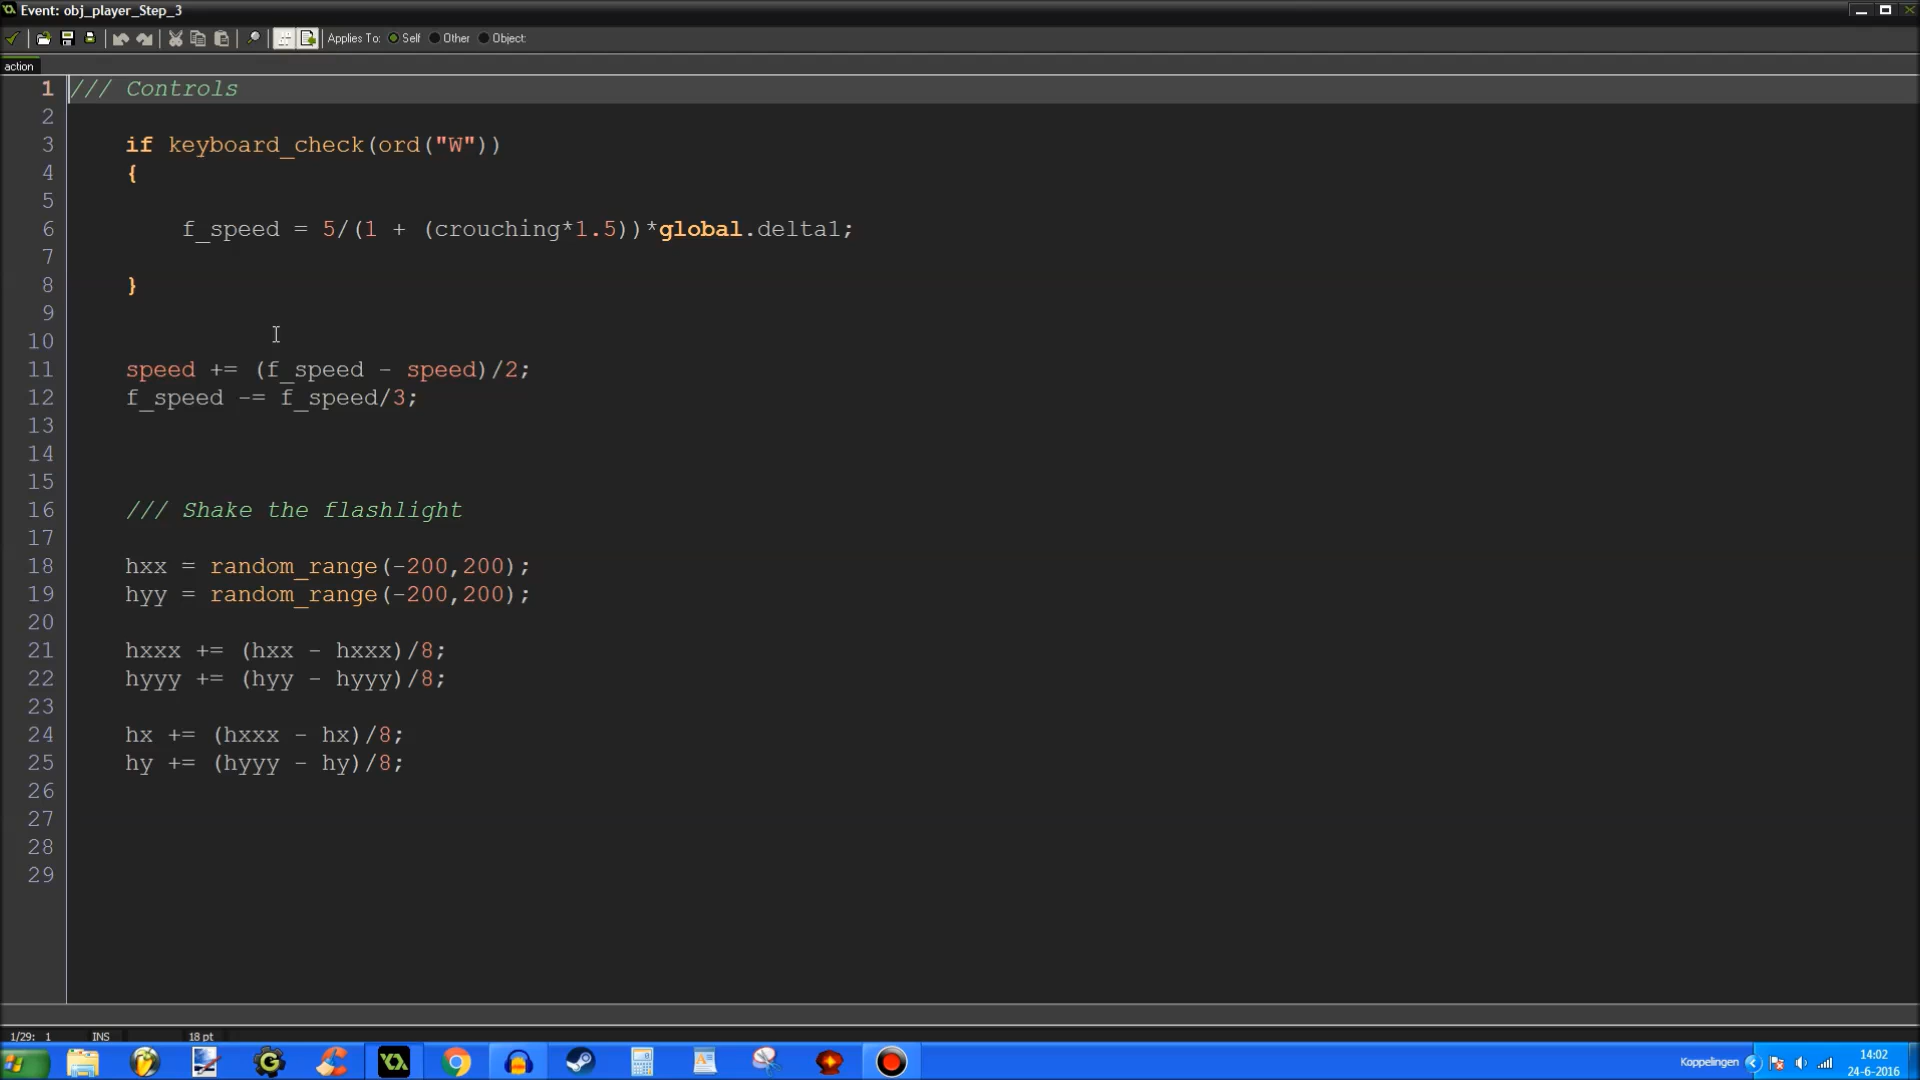 Event: obj_player_Step_3
Applies To: Self Other Object:
action
1 /// Controls
2
3 if keyboard_check(ord("W"))
4 {
5
6 f_speed = 5/(1 + (crouching*1.5))*global.delta1;
7
8 }
9
10
11 speed += (f_speed - speed)/2;
12 f_speed -= f_speed/3;
13
14
15
16 /// Shake the flashlight
17
18 hxx = random_range(-200,200);
19 hyy = random_range(-200,200);
20
21 hxxx += (hxx - hxxx)/8;
22 hyyy += (hyy - hyyy)/8;
23
24 hx += (hxxx - hx)/8;
25 hy += (hyyy - hy)/8;
26
27
28
29
1/29: 1 INS 18 pt
Koppelingen
14:02
24-6-2016